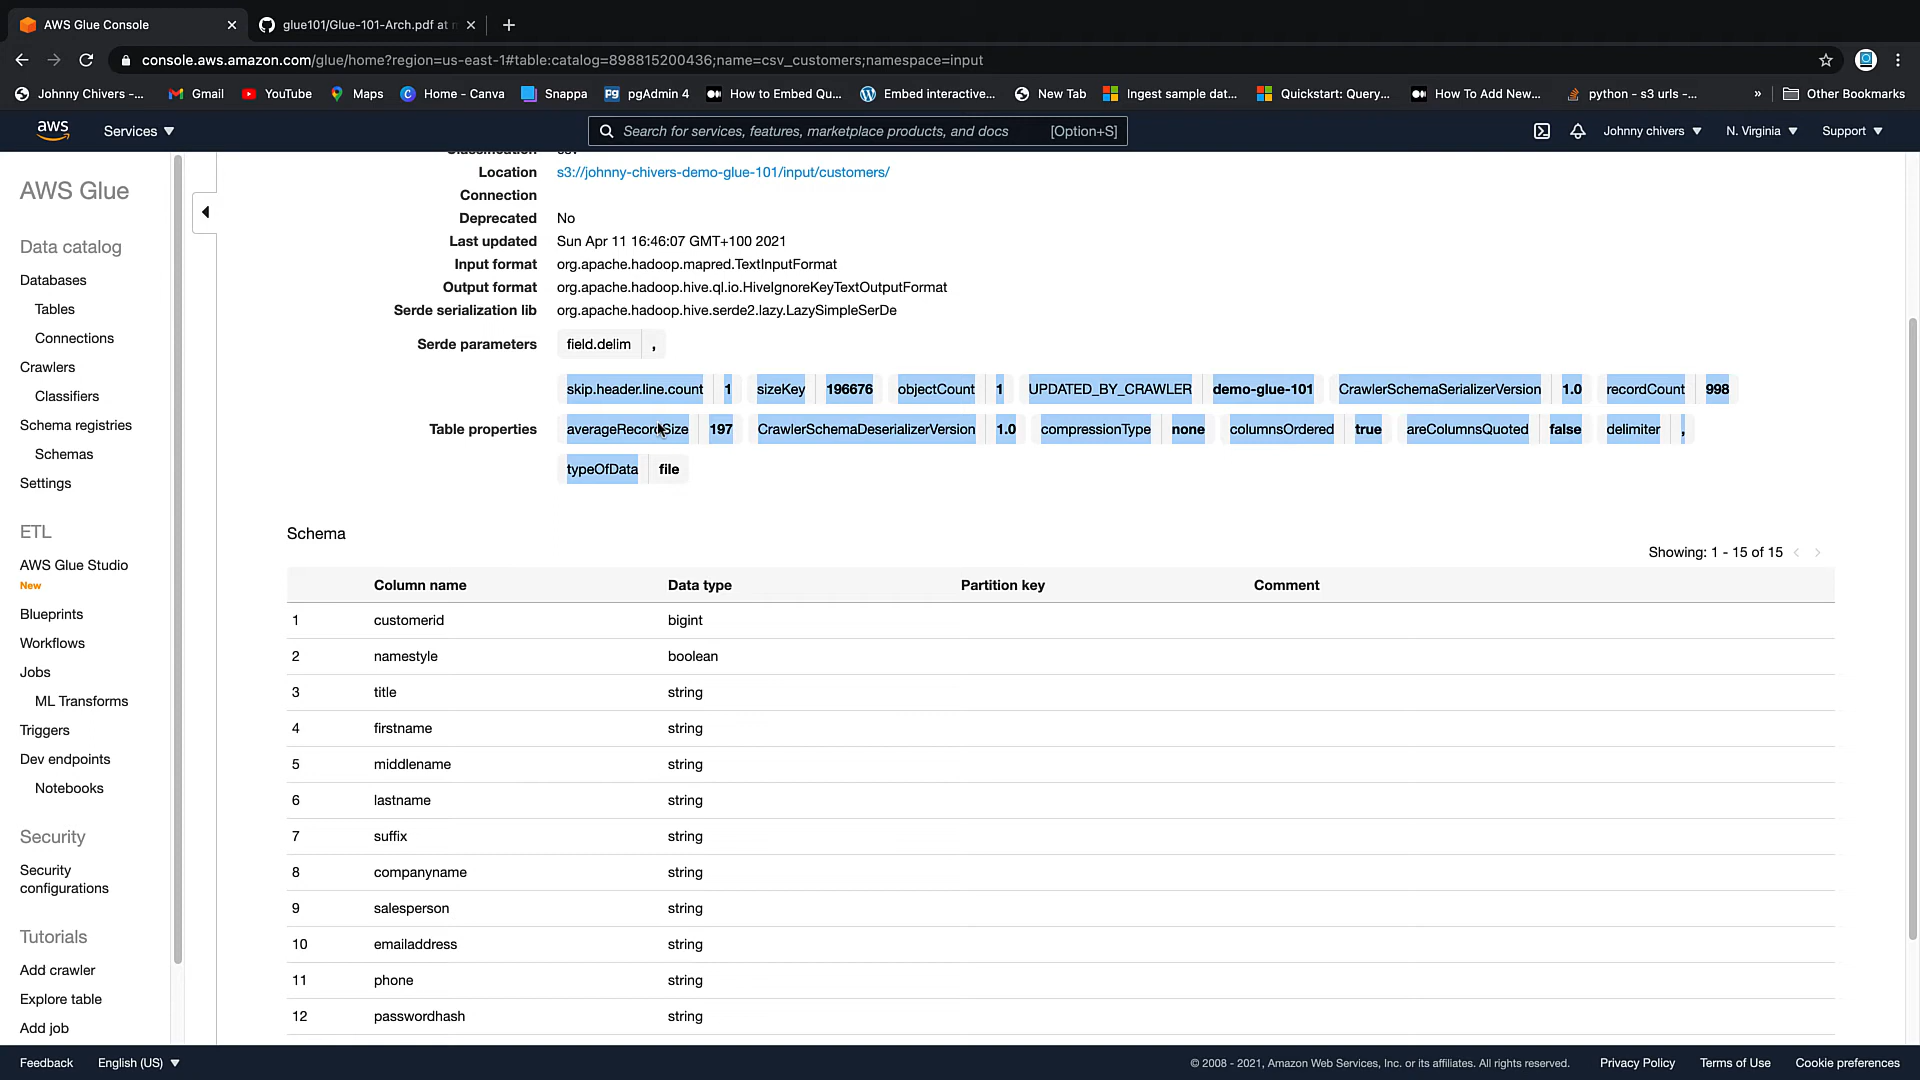 AWS Glue Console
glue101/Glue-101-Arch.pdf at m
console.aws.amazon.com/glue/home?region=us-east-1#table:catalog=898815200436;name=csv_customers;namespace=input
Johnny Chivers -... Gmail YouTube Maps Home - Canva Snappa pgAdmin 4 How to Embed Qu... Embed interactive... New Tab Ingest sample dat... Quickstart: Query... How To Add New... python - s3 urls -... » Other Bookmarks
aws Services Search for services, features, marketplace products, and docs [Option+S] Johnny chivers N. Virginia Support
AWS Glue
Data catalog
Databases
Tables
Connections
Crawlers
Classifiers
Schema registries
Schemas
Settings
ETL
AWS Glue Studio
New
Blueprints
Workflows
Jobs
ML Transforms
Triggers
Dev endpoints
Notebooks
Security
Security
configurations
Tutorials
Add crawler
Explore table
Add job
Location s3://johnny-chivers-demo-glue-101/input/customers/
Connection
Deprecated No
Last updated Sun Apr 11 16:46:07 GMT+100 2021
Input format org.apache.hadoop.mapred.TextInputFormat
Output format org.apache.hadoop.hive.ql.io.HiveIgnoreKeyTextOutputFormat
Serde serialization lib org.apache.hadoop.hive.serde2.lazy.LazySimpleSerDe
Serde parameters field.delim ,
skip.header.line.count 1 sizeKey 196676 objectCount 1 UPDATED_BY_CRAWLER demo-glue-101 CrawlerSchemaSerializerVersion 1.0 recordCount 998
Table properties averageRecordSize 197 CrawlerSchemaDeserializerVersion 1.0 compressionType none columnsOrdered true areColumnsQuoted false delimiter ,
typeOfData file
Schema
Showing: 1 - 15 of 15 < >
Column name Data type Partition key Comment
1 customerid bigint
2 namestyle boolean
3 title string
4 firstname string
5 middlename string
6 lastname string
7 suffix string
8 companyname string
9 salesperson string
10 emailaddress string
11 phone string
12 passwordhash string
Feedback English (US) © 2008 - 2021, Amazon Web Services, Inc. or its affiliates. All rights reserved. Privacy Policy Terms of Use Cookie preferences